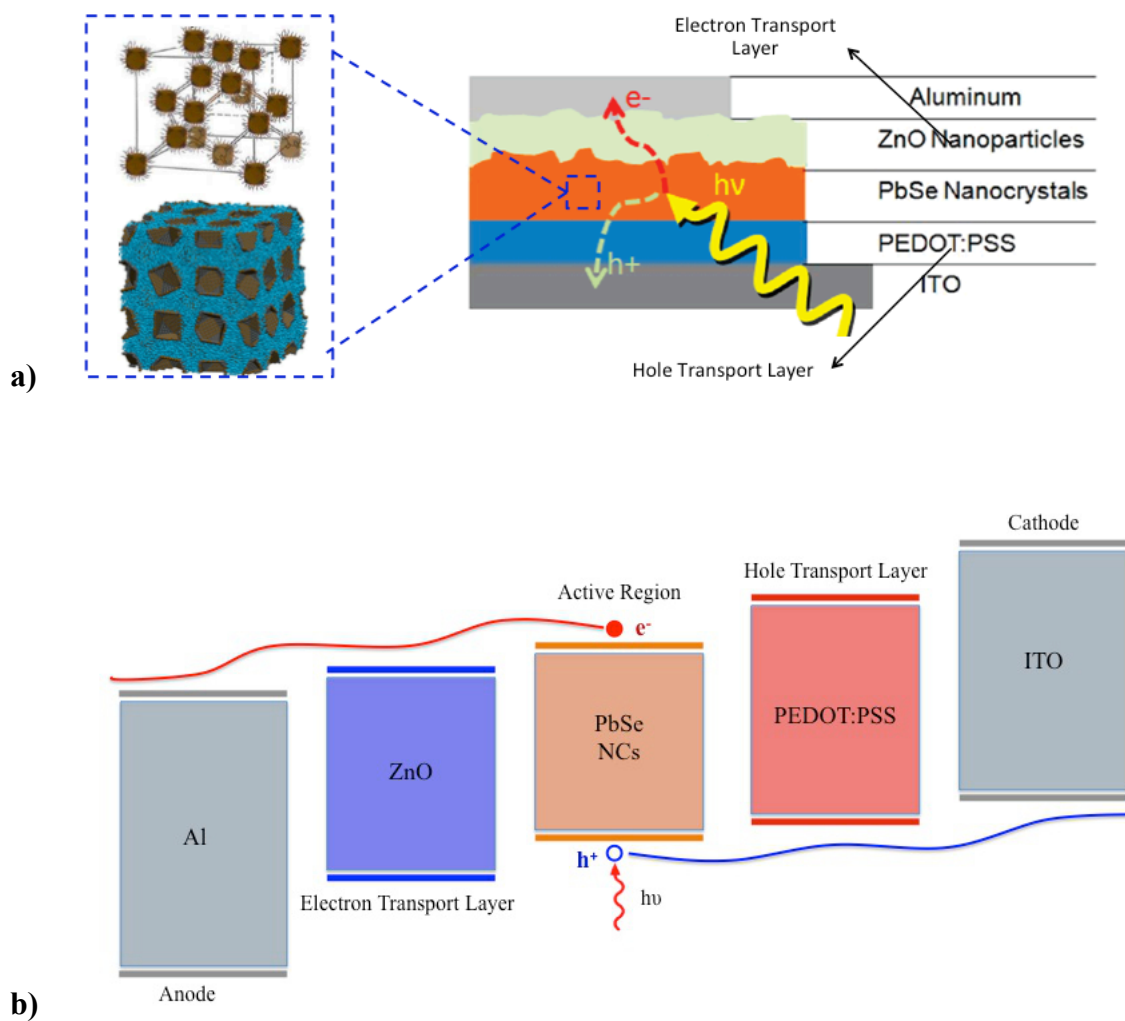 Electron Transport
Layer
Aluminum
e-
ZnO Nanoparticles
hν
PbSe Nanocrystals
PEDOT:PSS
h+
ITO
Hole Transport Layer
a)
Cathode
Hole Transport Layer
Active Region
e-
ITO
PEDOT:PSS
PbSe
NCs
ZnO
Al
h+
hυ
Electron Transport Layer
Anode
b)